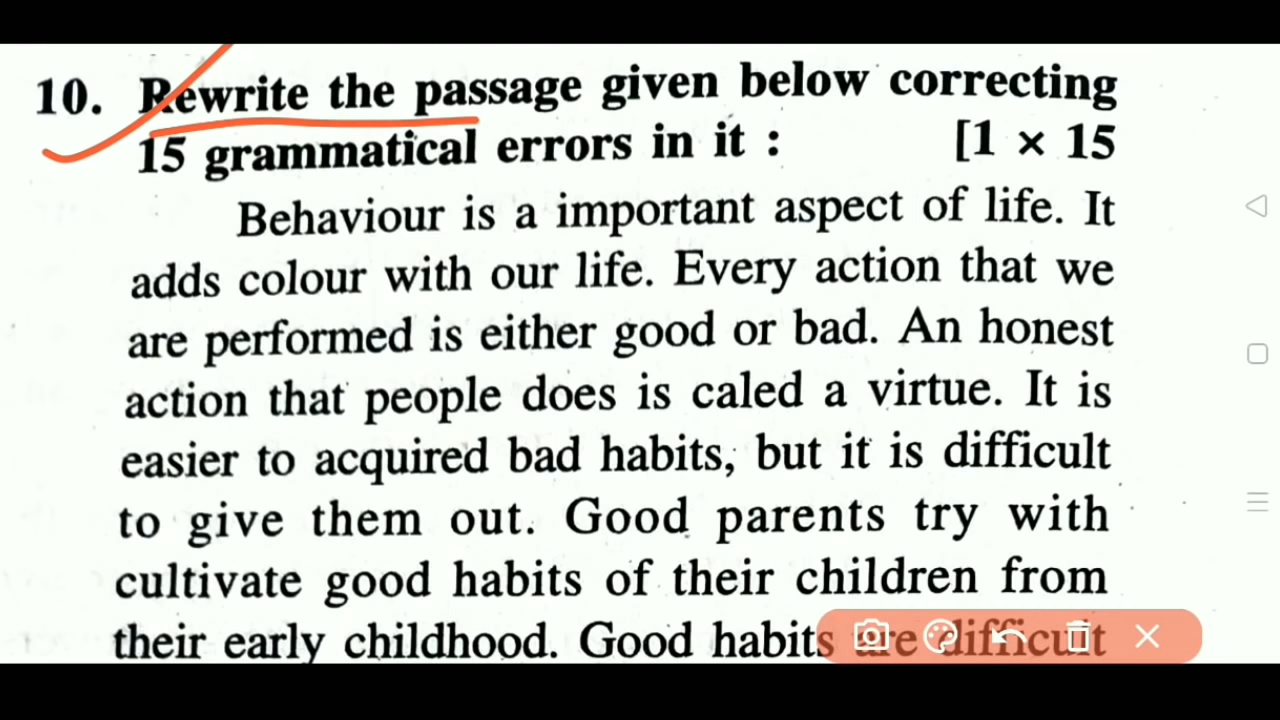 10. Rewrite the passage given below correcting
15 grammatical errors in it : [1 × 15
Behaviour is a important aspect of life. It
adds colour with our life. Every action that we
are performed is either good or bad. An honest
action that people does is caled a virtue. It is
easier to acquired bad habits, but it is difficult
to give them out. Good parents try with
cultivate good habits of their children from
their early childhood. Good habits are difficult